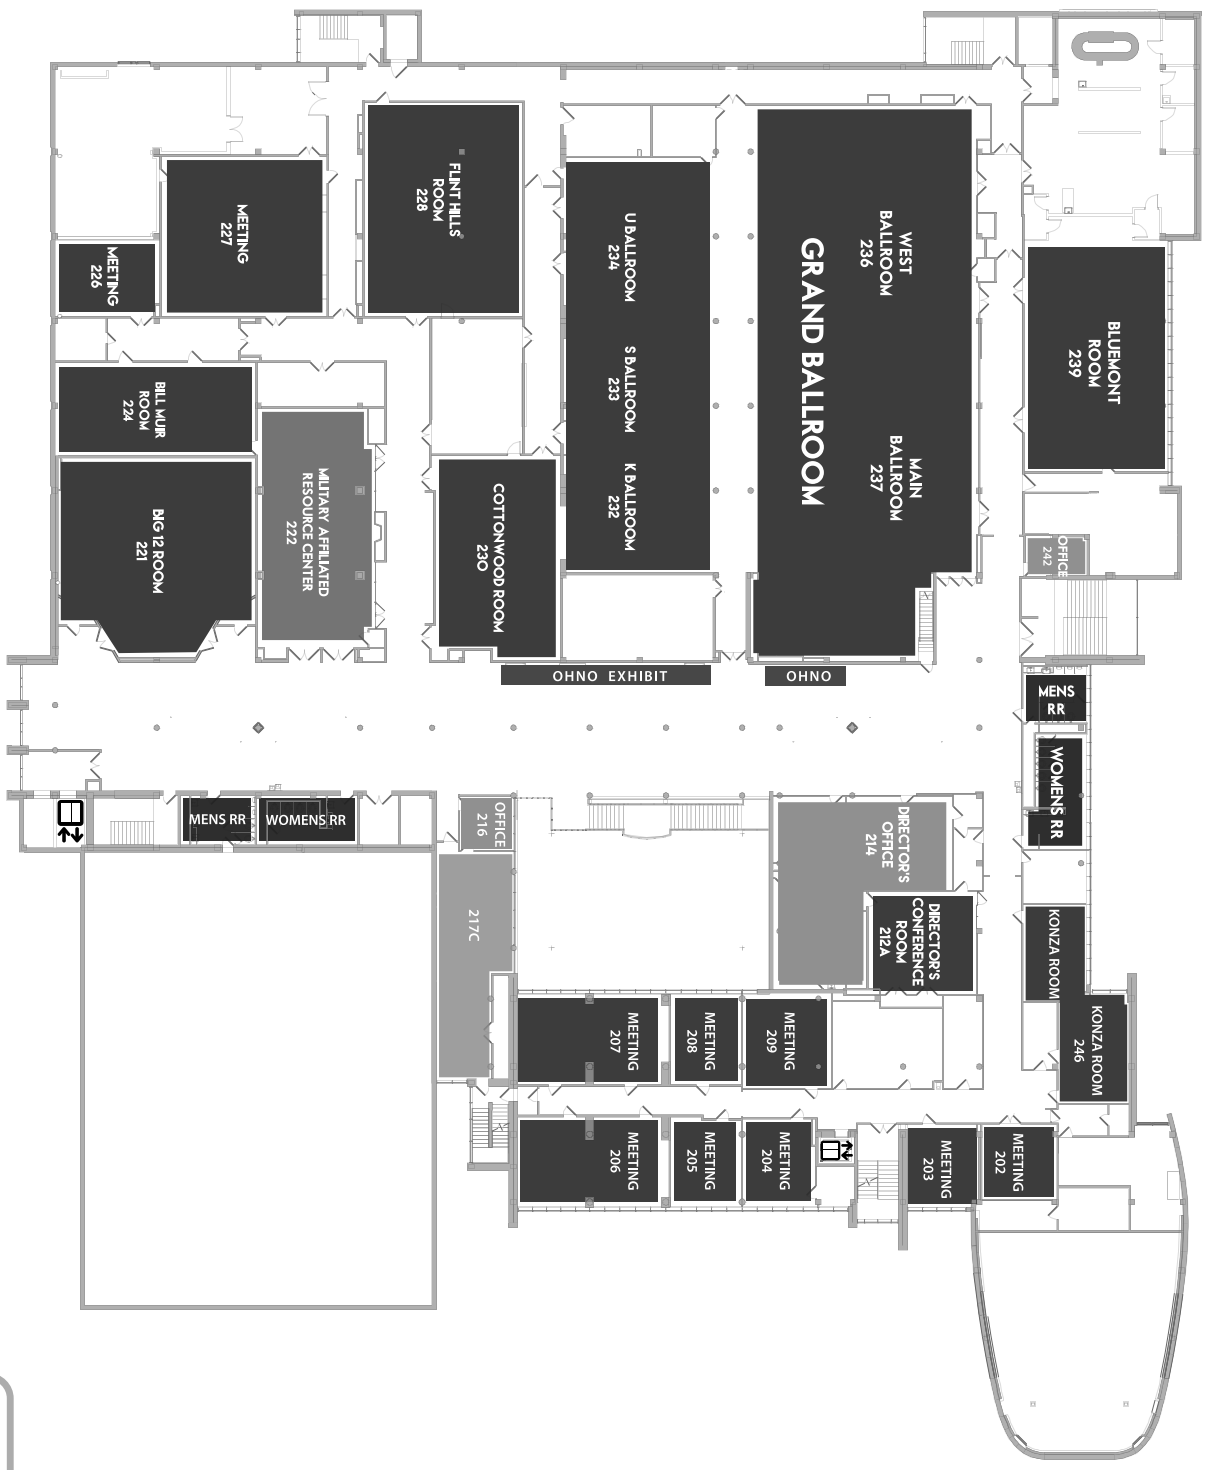 FLINT HILLS
ROOM
228
MEETING
227
MEETING
226
U BALLROOM
234
S BALLROOM
233
K BALLROOM
232
WEST
BALLROOM
236
GRAND BALLROOM
MAIN
BALLROOM
237
BLUEMONT
ROOM
239
BILL MUIR
ROOM
224
BIG 12 ROOM
221
MILITARY AFFILIATED
RESOURCE CENTER
222
COTTONWOOD ROOM
230
OFFICE
242
OHNO EXHIBIT
OHNO
MENS
RR
WOMENS RR
MENS RR
WOMENS RR
OFFICE
216
217C
DIRECTOR'S
OFFICE
214
DIRECTOR'S
CONFERENCE
ROOM
212A
KONZA ROOM
KONZA ROOM
246
MEETING
207
MEETING
208
MEETING
209
MEETING
206
MEETING
205
MEETING
204
MEETING
203
MEETING
202